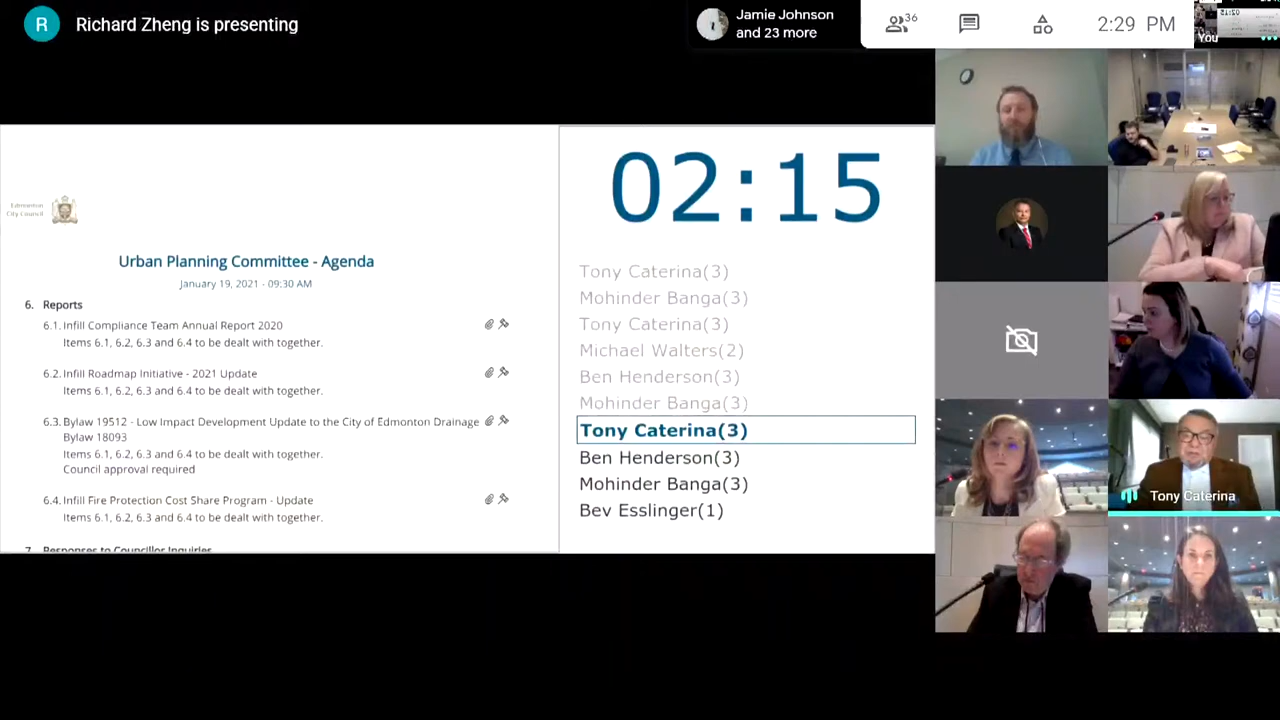 R
Richard Zheng is presenting
Jamie Johnson
and 23 more
36
2:29 PM
You
Edmonton
City Council
Urban Planning Committee - Agenda
January 19, 2021 - 09:30 AM
6. Reports
6.1. Infill Compliance Team Annual Report 2020
Items 6.1, 6.2, 6.3 and 6.4 to be dealt with together.
6.2. Infill Roadmap Initiative - 2021 Update
Items 6.1, 6.2, 6.3 and 6.4 to be dealt with together.
6.3. Bylaw 19512 - Low Impact Development Update to the City of Edmonton Drainage
Bylaw 18093
Items 6.1, 6.2, 6.3 and 6.4 to be dealt with together.
Council approval required
6.4. Infill Fire Protection Cost Share Program - Update
Items 6.1, 6.2, 6.3 and 6.4 to be dealt with together.
7. Responses to Councillor Inquiries
02:15
Tony Caterina(3)
Mohinder Banga(3)
Tony Caterina(3)
Michael Walters(2)
Ben Henderson(3)
Mohinder Banga(3)
Tony Caterina(3)
Ben Henderson(3)
Mohinder Banga(3)
Bev Esslinger(1)
Tony Caterina